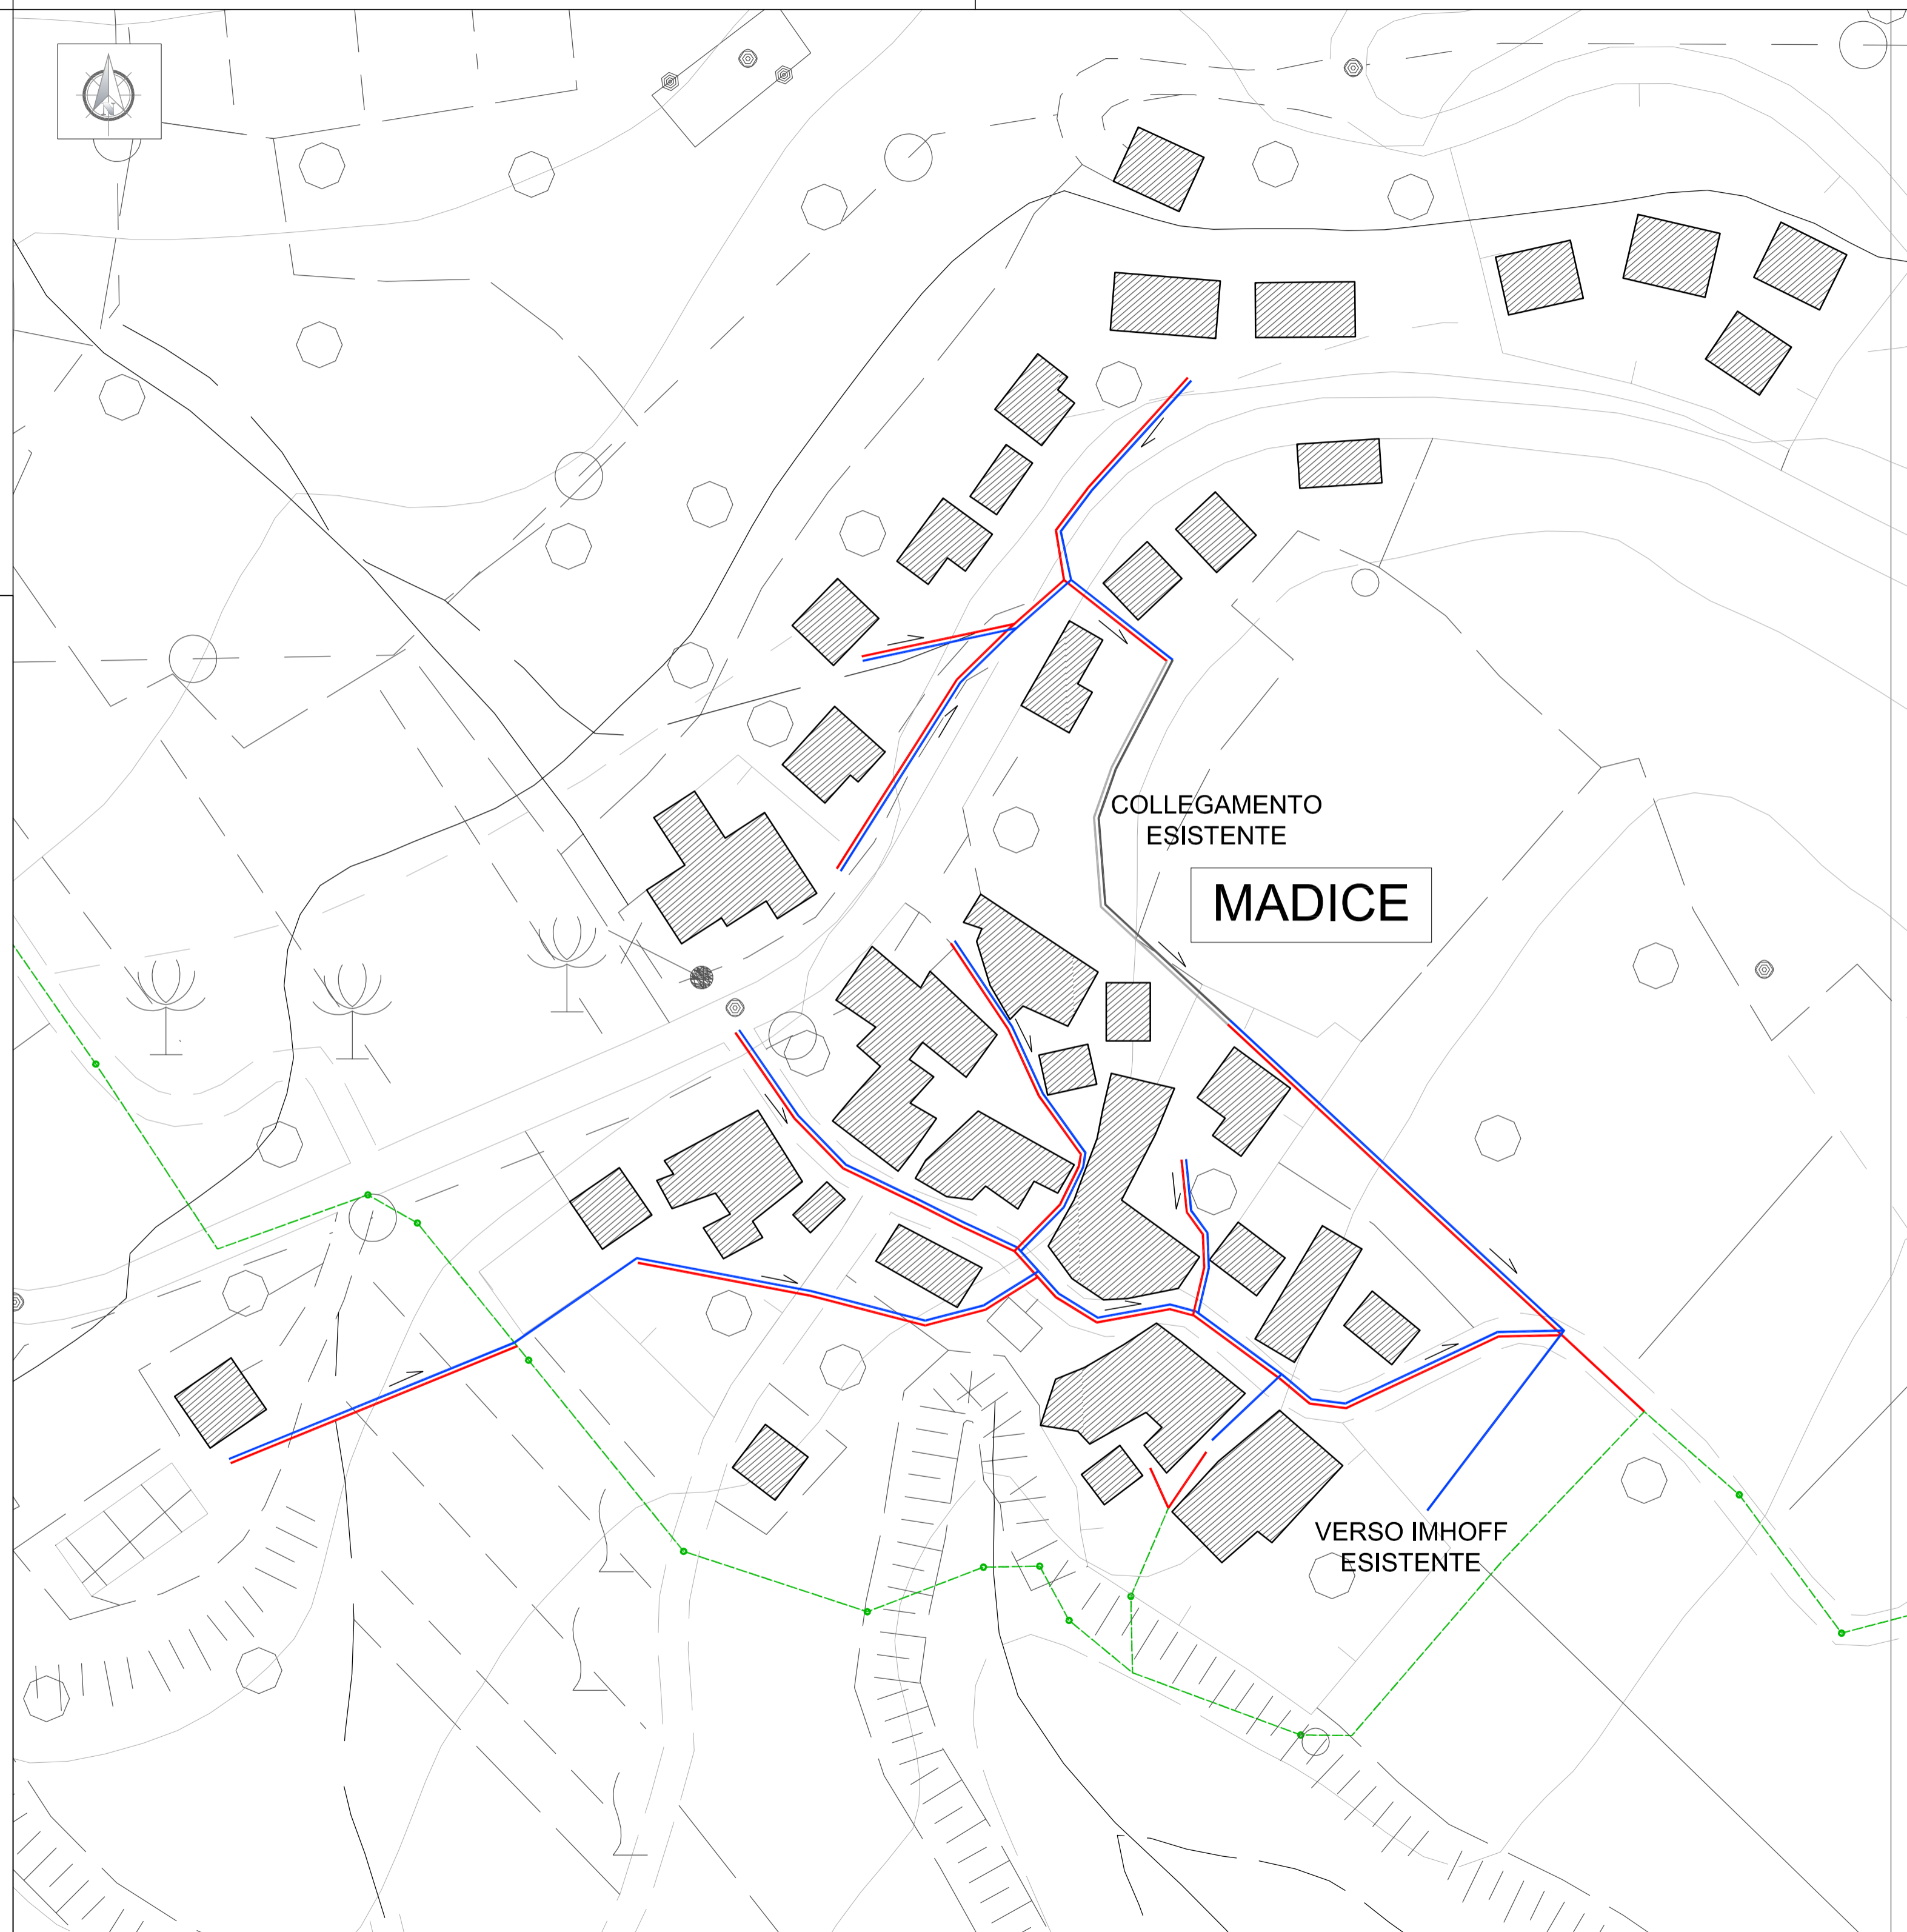 N
COLLEGAMENTO
ESISTENTE
MADICE
VERSO IMHOFF
ESISTENTE